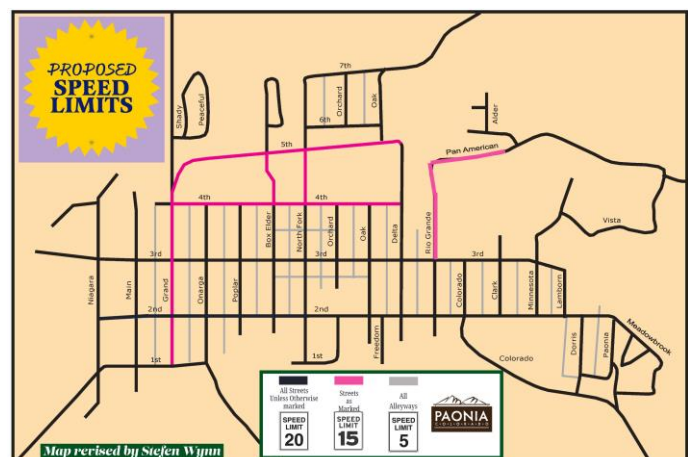 PROPOSED
SPEED
LIMITS
7th
Orchard
Oak
6th
Shady
Peaceful
Alder
5th
Pan American
4th
4th
Box Elder
North Fork
Orchard
Oak
Delta
Rio Grande
Vista
3rd
3rd
3rd
Niagara
Main
Grand
Onarga
Poplar
Colorado
Clark
Minnesota
Lamborn
2nd
2nd
Meadowbrook
1st
1st
Freedom
Colorado
Dorris
Paonia
All Streets
Unless Otherwise
marked
SPEED
LIMIT
20
Streets
as
Marked
SPEED
LIMIT
15
All
Alleyways
SPEED
LIMIT
5
PAONIA
COLORADO
Map revised by Stefen Wynn